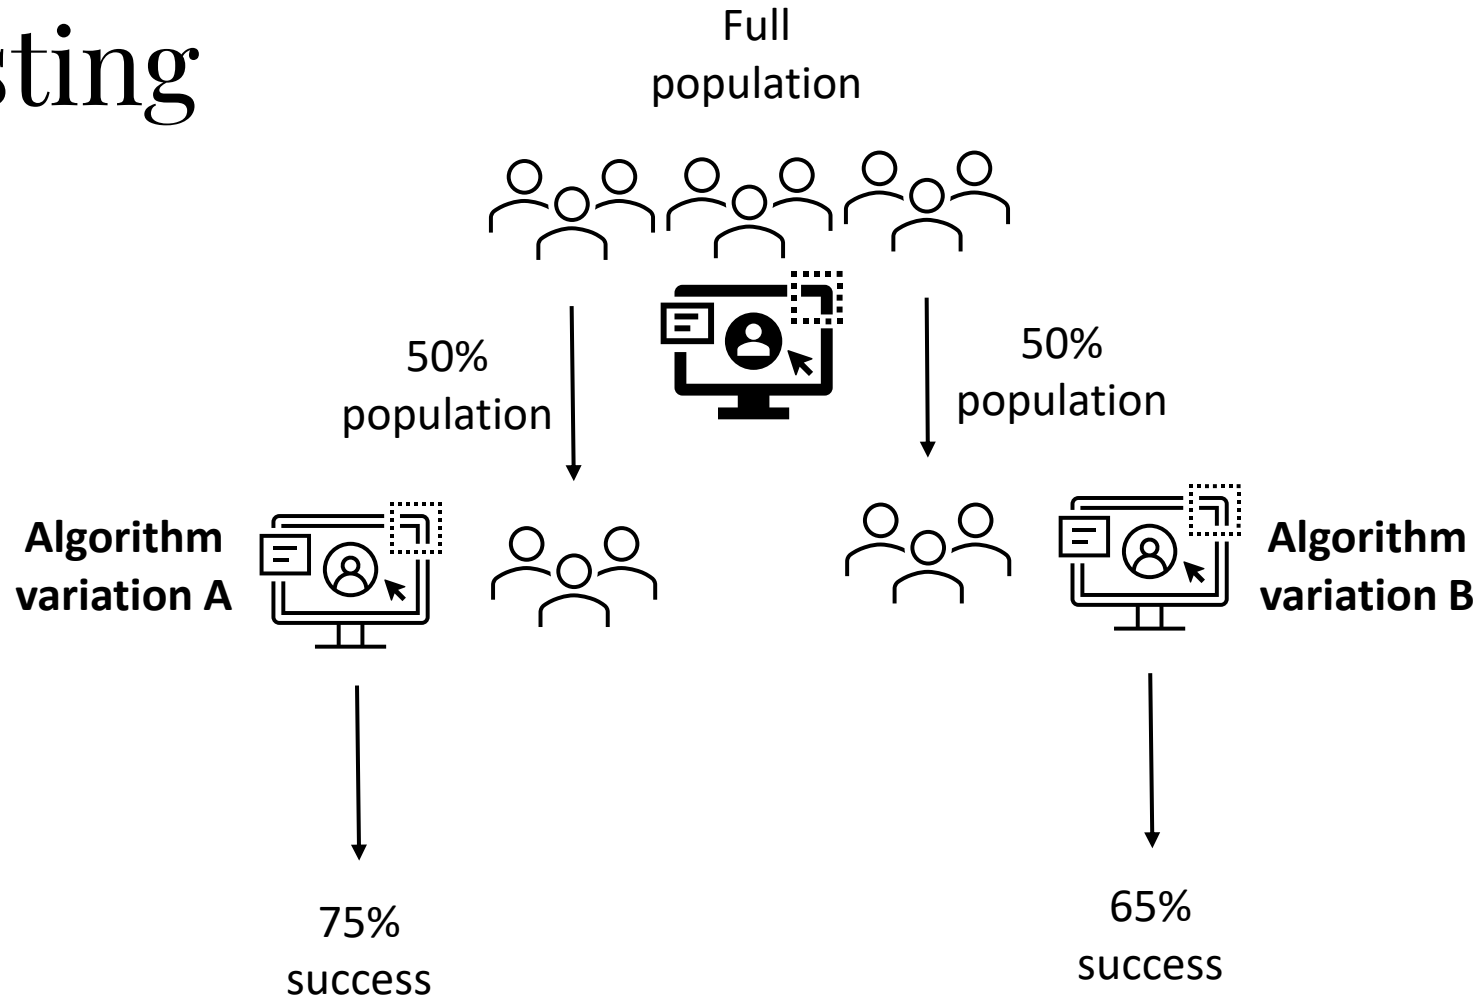 sting
Full
population
50%
population
50%
population
Algorithm
variation A
Algorithm
variation B
75%
success
65%
success